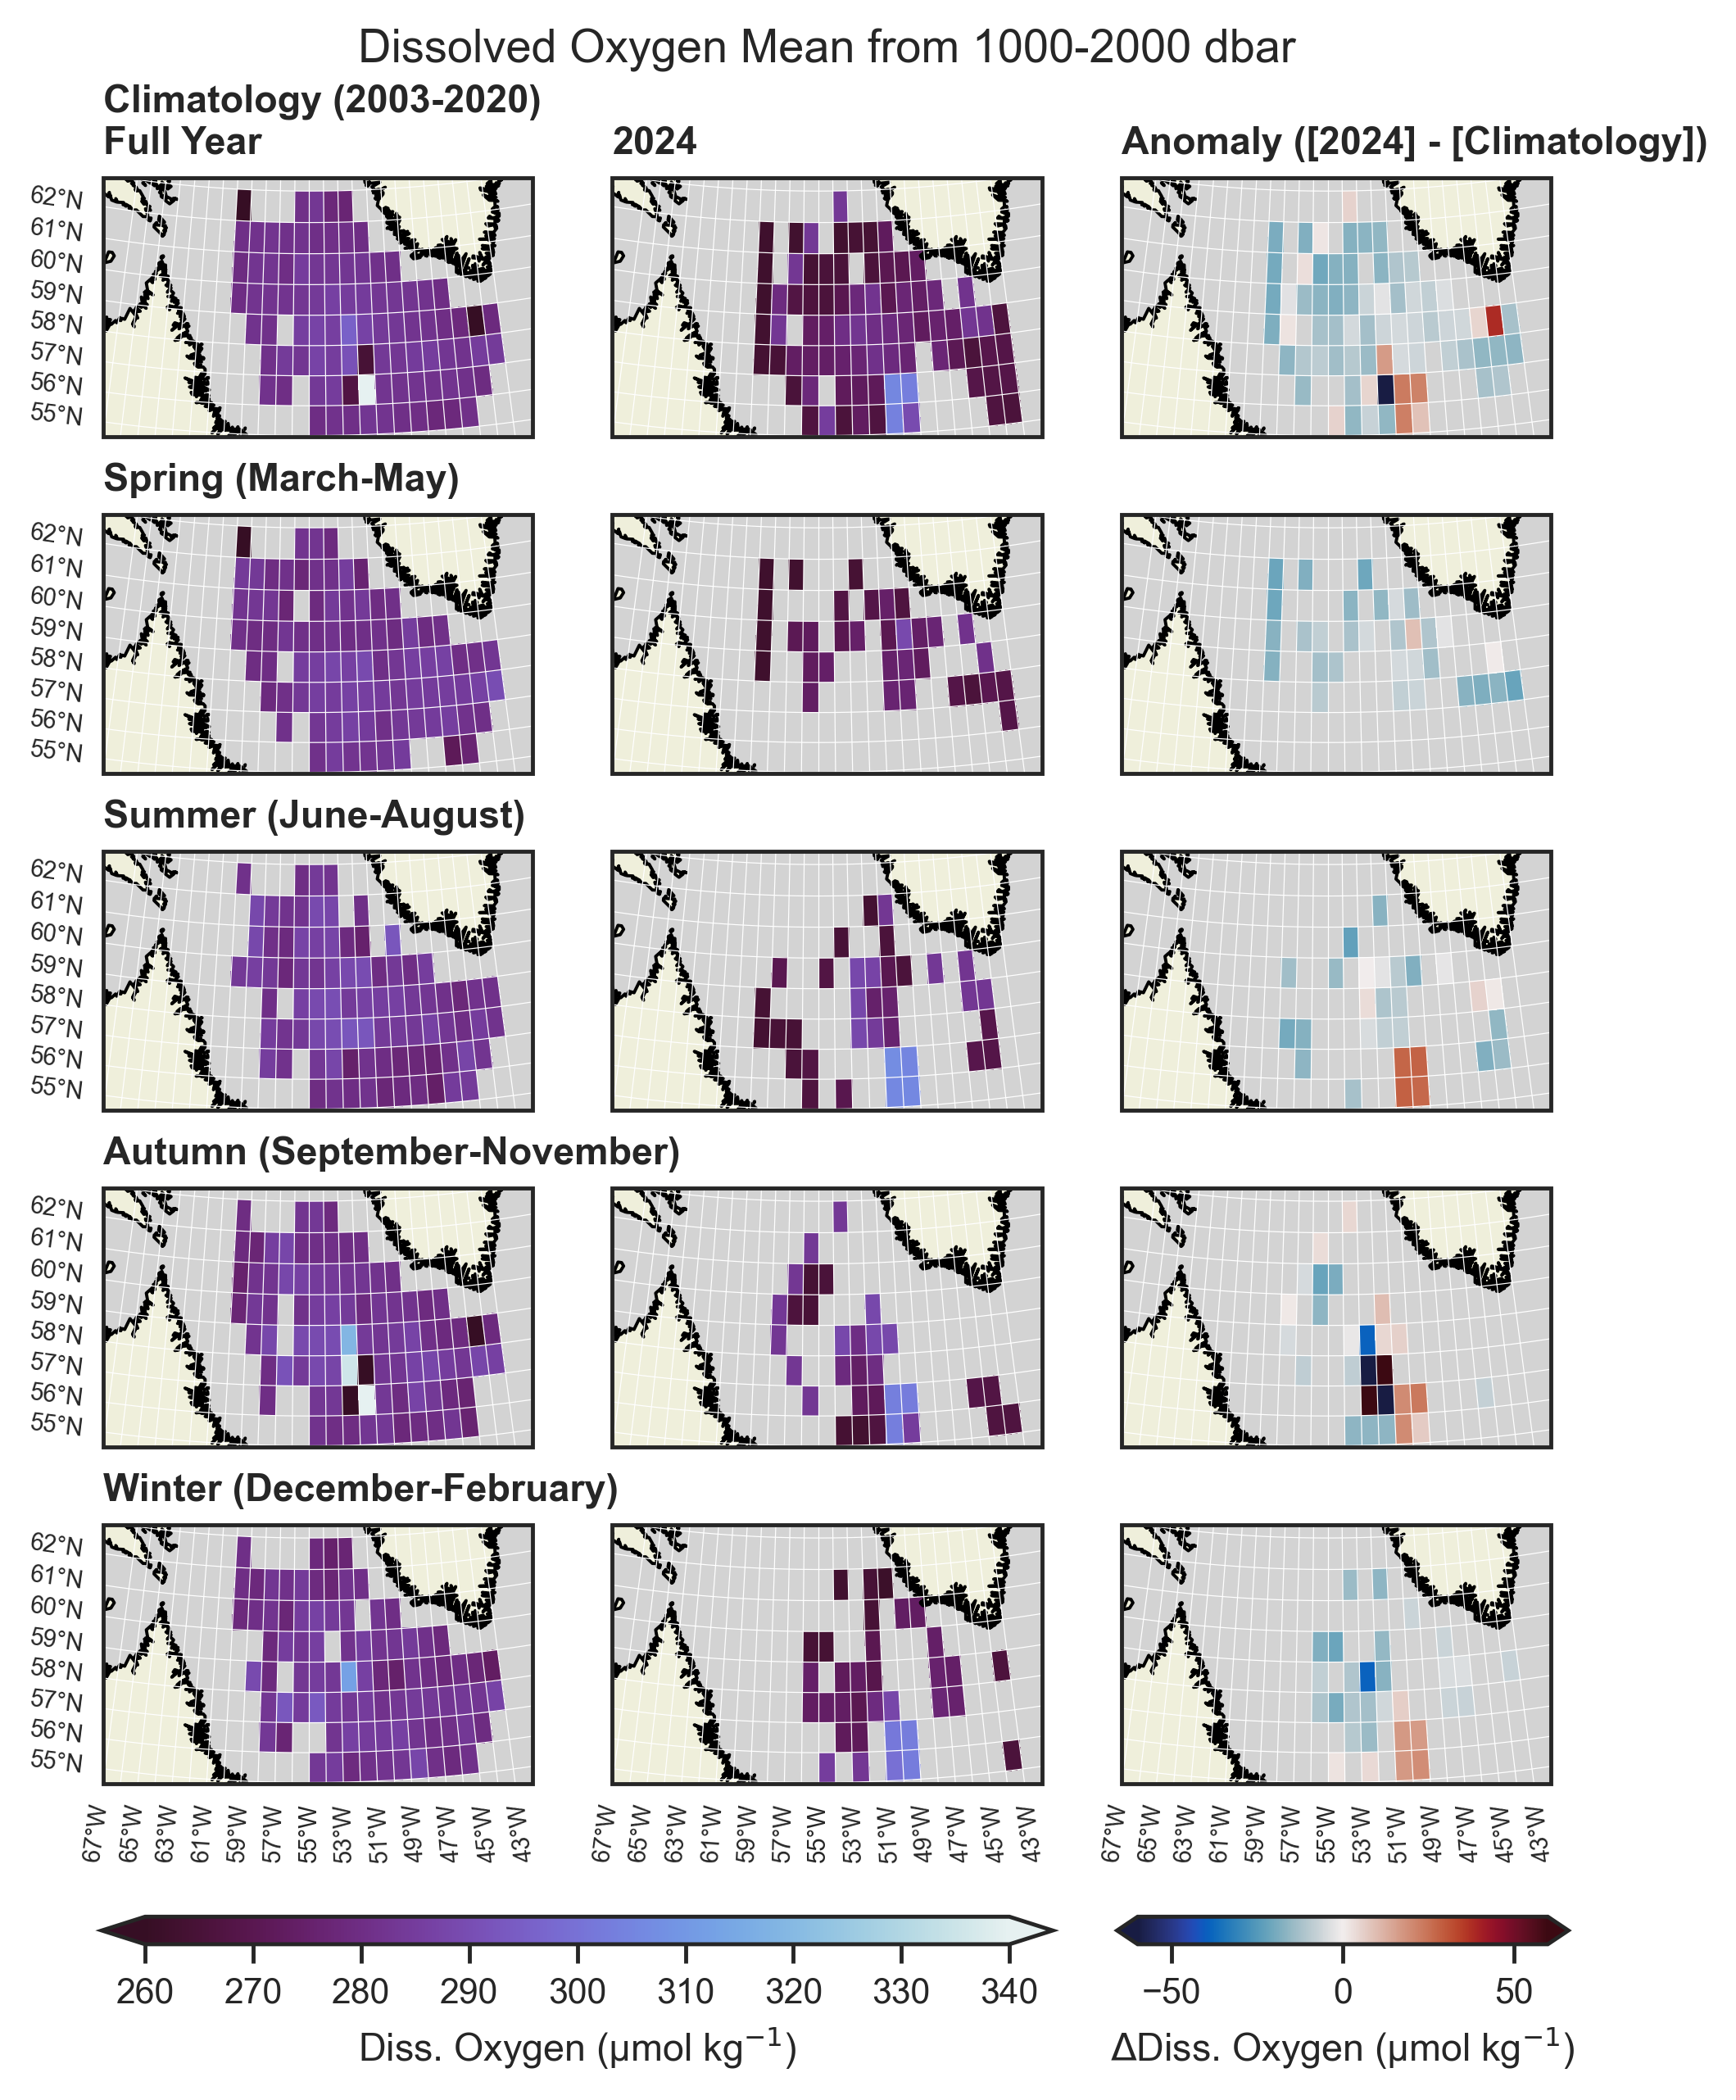 Dissolved Oxygen Mean from 1000-2000 dbar
Climatology (2003-2020)
Full Year
2024
Anomaly ([2024] - [Climatology])
62°N
61°N
60°N
59°N
58°N
57°N
56°N
55°N
Spring (March-May)
62°N
61°N
60°N
59°N
58°N
57°N
56°N
55°N
Summer (June-August)
62°N
61°N
60°N
59°N
58°N
57°N
56°N
55°N
Autumn (September-November)
62°N
61°N
60°N
59°N
58°N
57°N
56°N
55°N
Winter (December-February)
62°N
61°N
60°N
59°N
58°N
57°N
56°N
55°N
67°W 65°W 63°W 61°W 59°W 57°W 55°W 53°W 51°W 49°W 47°W 45°W 43°W
67°W 65°W 63°W 61°W 59°W 57°W 55°W 53°W 51°W 49°W 47°W 45°W 43°W
67°W 65°W 63°W 61°W 59°W 57°W 55°W 53°W 51°W 49°W 47°W 45°W 43°W
260 270 280 290 300 310 320 330 340
Diss. Oxygen (µmol kg⁻¹)
−50 0 50
ΔDiss. Oxygen (µmol kg⁻¹)